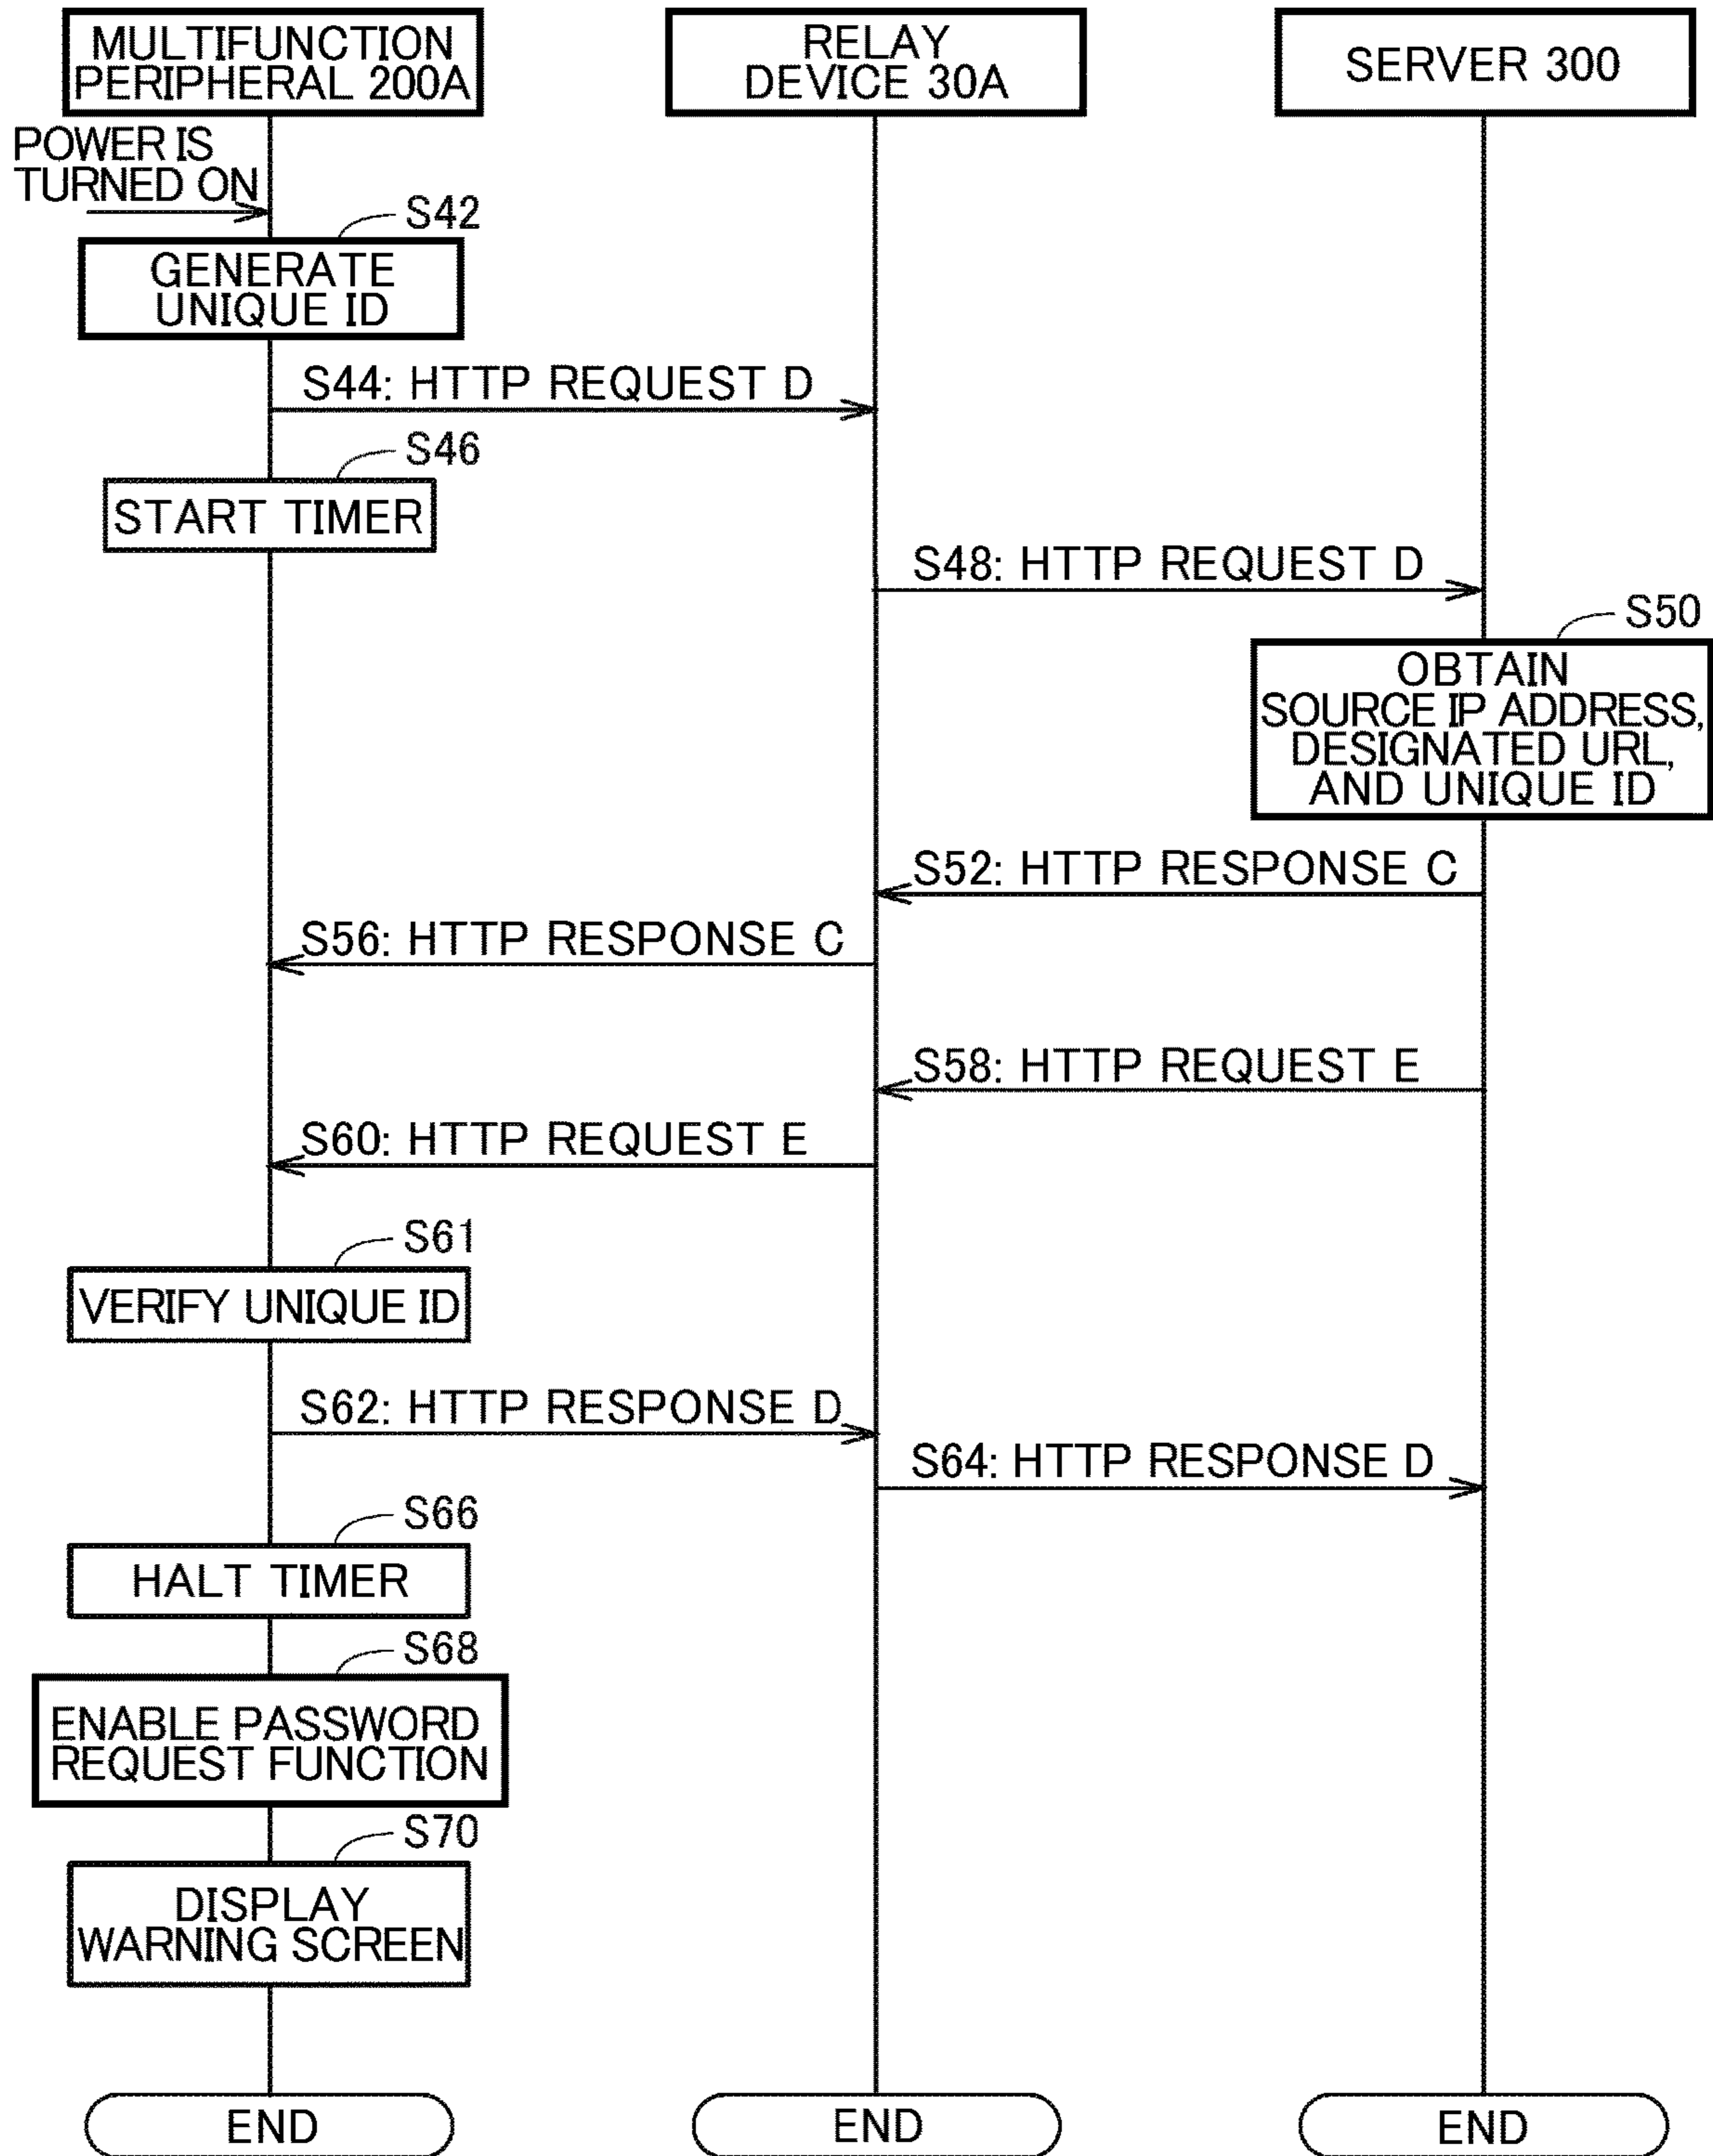 MULTIFUNCTION
PERIPHERAL 200A
RELAY
DEVICE 30A
SERVER 300
POWER IS
TURNED ON
S42
GENERATE
UNIQUE ID
S44: HTTP REQUEST D
S46
START TIMER
S48: HTTP REQUEST D
S50
OBTAIN
SOURCE IP ADDRESS,
DESIGNATED URL,
AND UNIQUE ID
S52: HTTP RESPONSE C
S56: HTTP RESPONSE C
S58: HTTP REQUEST E
S60: HTTP REQUEST E
S61
VERIFY UNIQUE ID
S62: HTTP RESPONSE D
S64: HTTP RESPONSE D
S66
HALT TIMER
S68
ENABLE PASSWORD
REQUEST FUNCTION
S70
DISPLAY
WARNING SCREEN
END
END
END